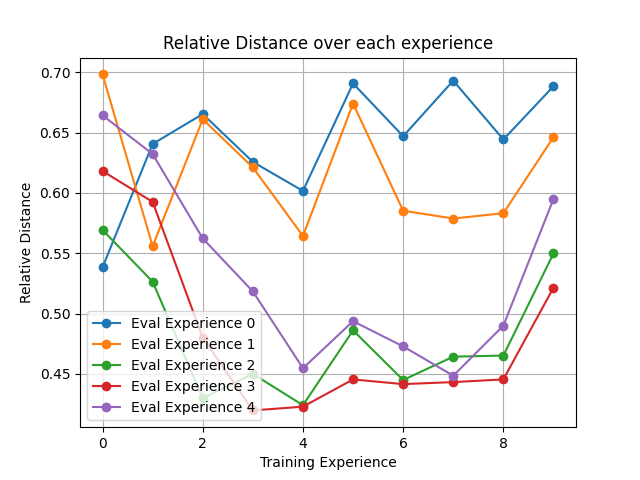 Relative Distance over each experience
Relative Distance
0.70
0.65
0.60
0.55
0.50
0.45
Eval Experience 0
Eval Experience 1
Eval Experience 2
Eval Experience 3
Eval Experience 4
0 2 4 6 8
Training Experience